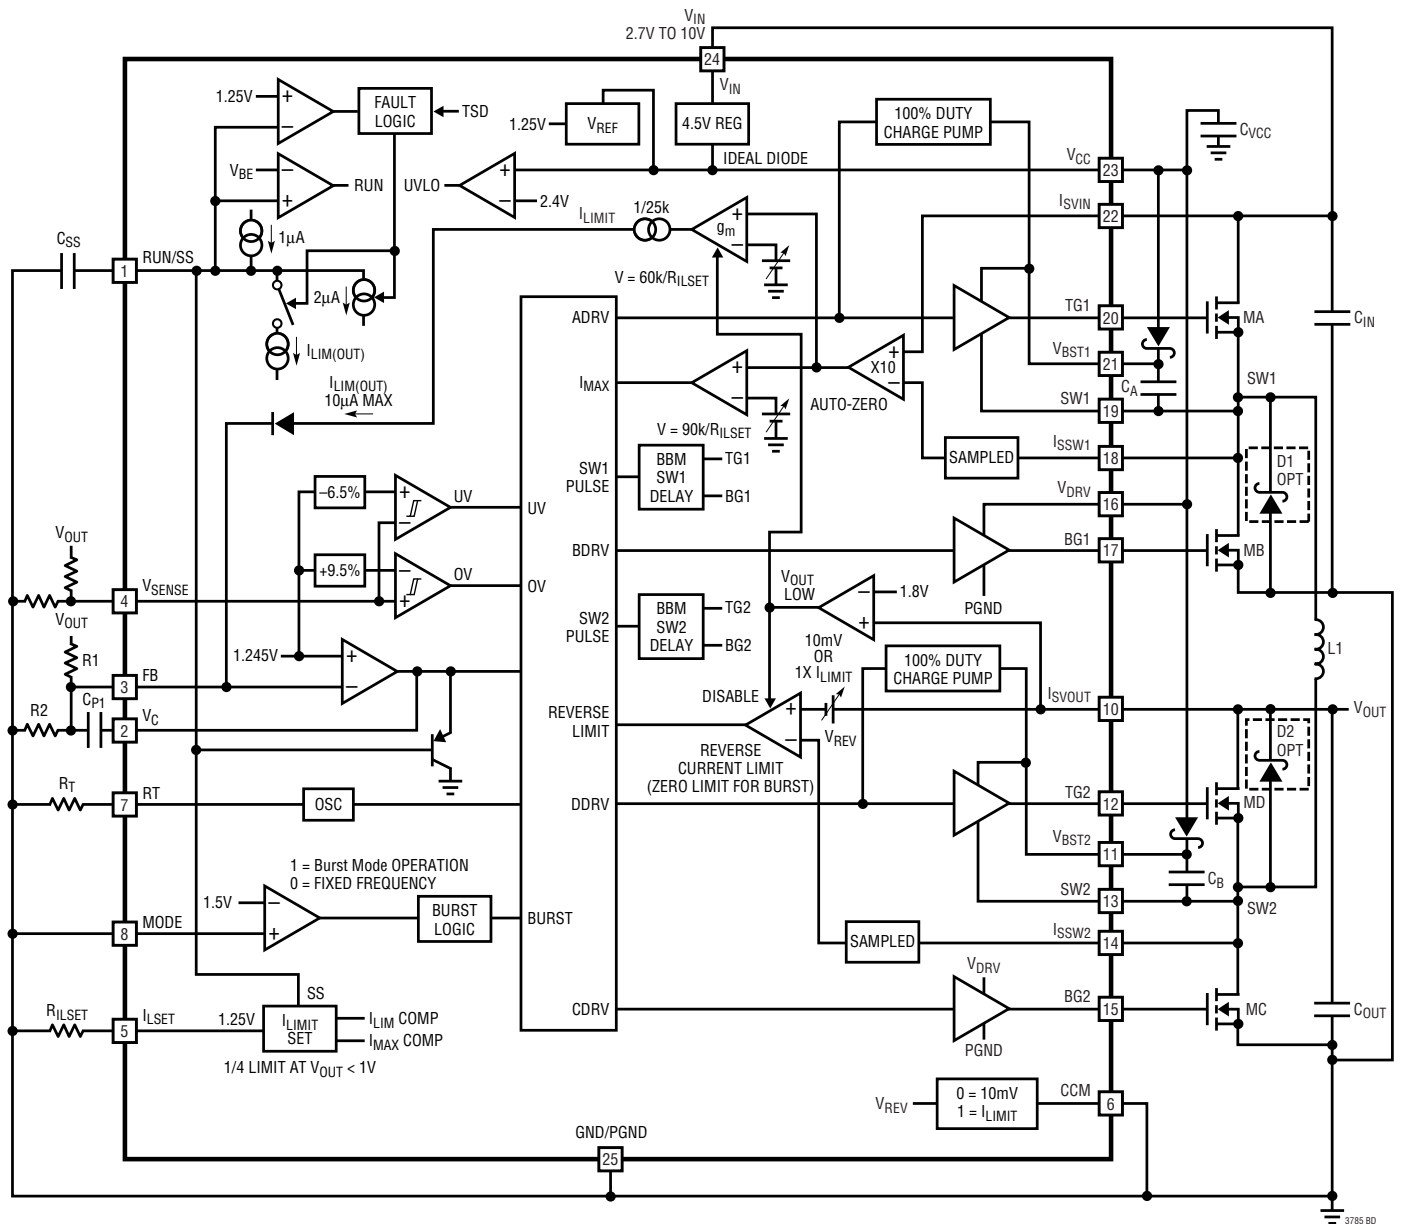 VIN
2.7V TO 10V
24
VIN
1.25V
+
−
FAULT
LOGIC
TSD
1.25V
VREF
4.5V REG
100% DUTY
CHARGE PUMP
CVCC
VBE
−
+
RUN
UVLO
+
−
2.4V
IDEAL DIODE
VCC
23
ISVIN
22
1µA
ILIMIT
1/25k
gm
+
−
V = 60k/RILSET
CSS
1
RUN/SS
2µA
ILIM(OUT)
ILIM(OUT)
10µA MAX
ADRV
TG1
20
MA
CIN
IMAX
+
−
V = 90k/RILSET
X10
+
−
AUTO-ZERO
VBST1
21
CA
SW1
19
SW1
SW1
PULSE
BBM
SW1
DELAY
TG1
BG1
SAMPLED
ISSW1
18
D1
OPT
VDRV
16
−6.5%
+
−
UV
UV
BDRV
BG1
17
MB
PGND
VOUT
+9.5%
−
+
OV
OV
VOUT
LOW
−
+
1.8V
4
VSENSE
VOUT
SW2
PULSE
BBM
SW2
DELAY
TG2
BG2
L1
R1
1.245V
+
−
10mV
OR
1X ILIMIT
100% DUTY
CHARGE PUMP
3
FB
CP1
R2
2
VC
DISABLE
REVERSE
LIMIT
+
−
VREV
ISVOUT
10
VOUT
D2
OPT
REVERSE
CURRENT LIMIT
(ZERO LIMIT FOR BURST)
RT
7
RT
OSC
DDRV
TG2
12
MD
VBST2
11
CB
1 = Burst Mode OPERATION
0 = FIXED FREQUENCY
1.5V
−
+
BURST
LOGIC
BURST
SW2
13
SW2
8
MODE
SAMPLED
ISSW2
14
VDRV
SS
RILSET
5
ILSET
1.25V
ILIMIT
SET
ILIM COMP
IMAX COMP
1/4 LIMIT AT VOUT < 1V
CDRV
BG2
15
MC
COUT
PGND
VREV
0 = 10mV
1 = ILIMIT
CCM
6
GND/PGND
25
3785 BD